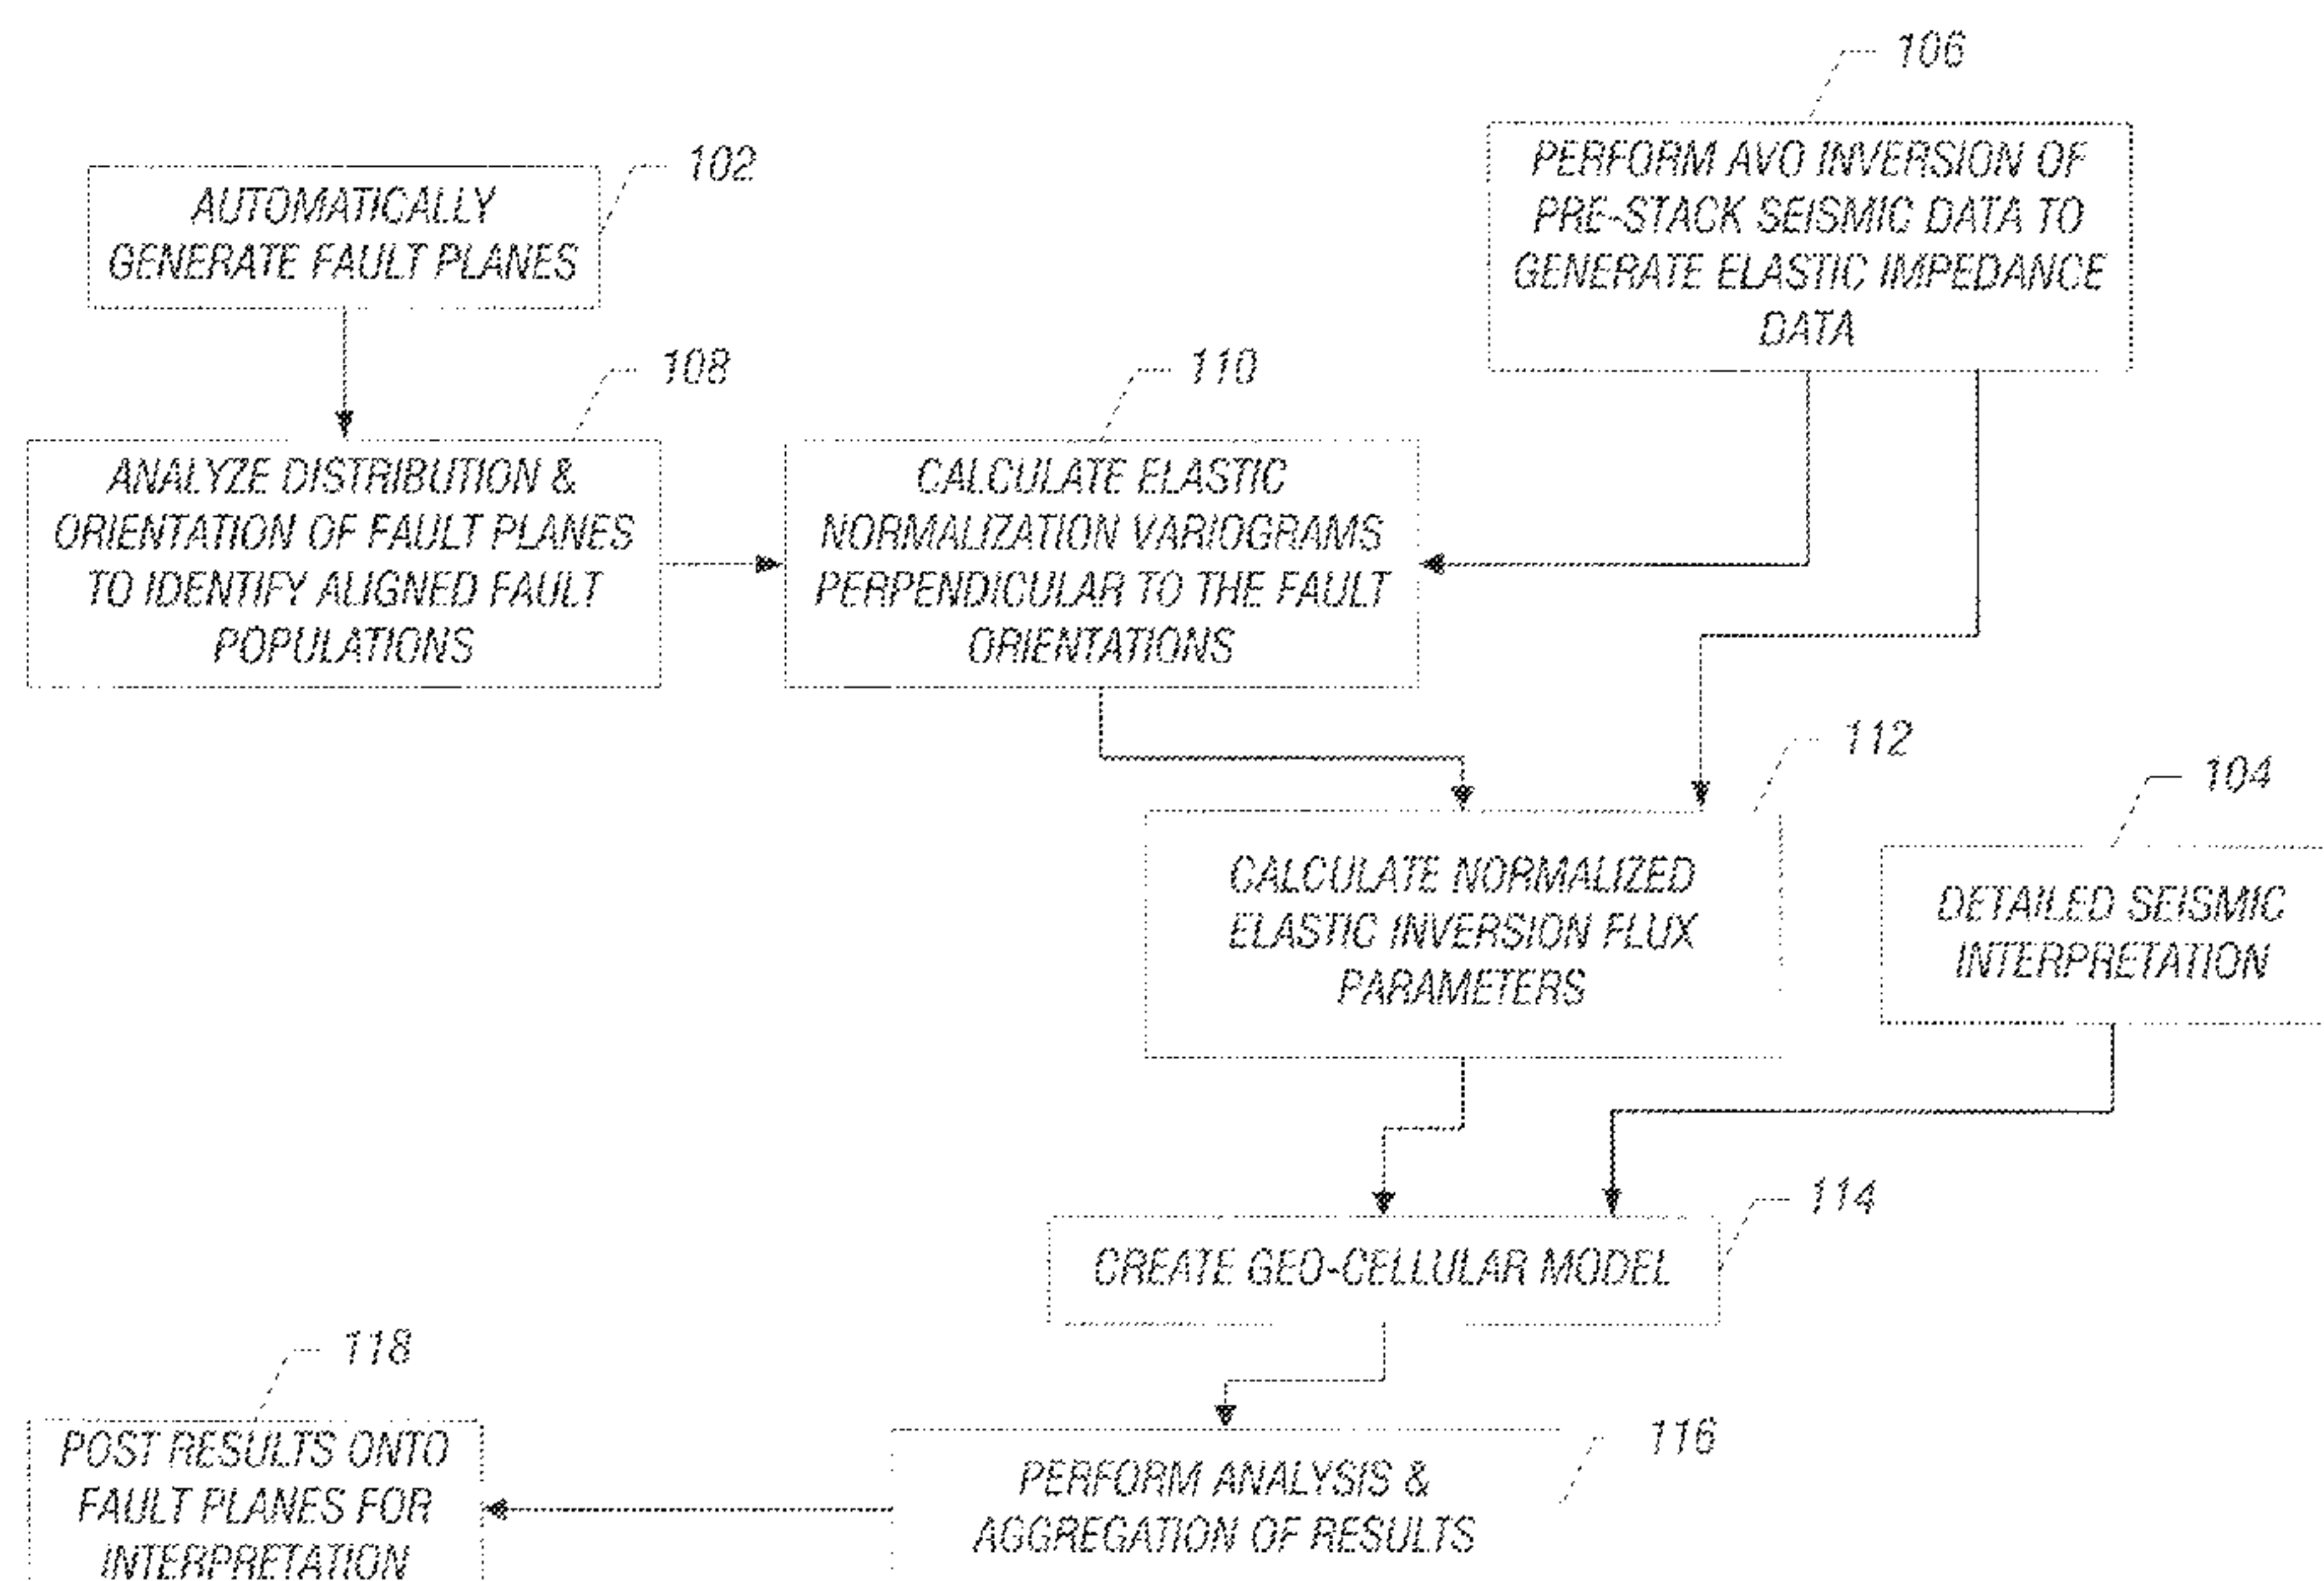 106
102
PERFORM AVO INVERSION OF
PRE-STACK SEISMIC DATA TO
GENERATE ELASTIC IMPEDANCE
DATA
AUTOMATICALLY
GENERATE FAULT PLANES
108
110
ANALYZE DISTRIBUTION &
ORIENTATION OF FAULT PLANES
TO IDENTIFY ALIGNED FAULT
POPULATIONS
CALCULATE ELASTIC
NORMALIZATION VARIOGRAMS
PERPENDICULAR TO THE FAULT
ORIENTATIONS
112
104
CALCULATE NORMALIZED
ELASTIC INVERSION FLUX
PARAMETERS
DETAILED SEISMIC
INTERPRETATION
114
CREATE GEO-CELLULAR MODEL
118
116
POST RESULTS ONTO
FAULT PLANES FOR
INTERPRETATION
PERFORM ANALYSIS &
AGGREGATION OF RESULTS